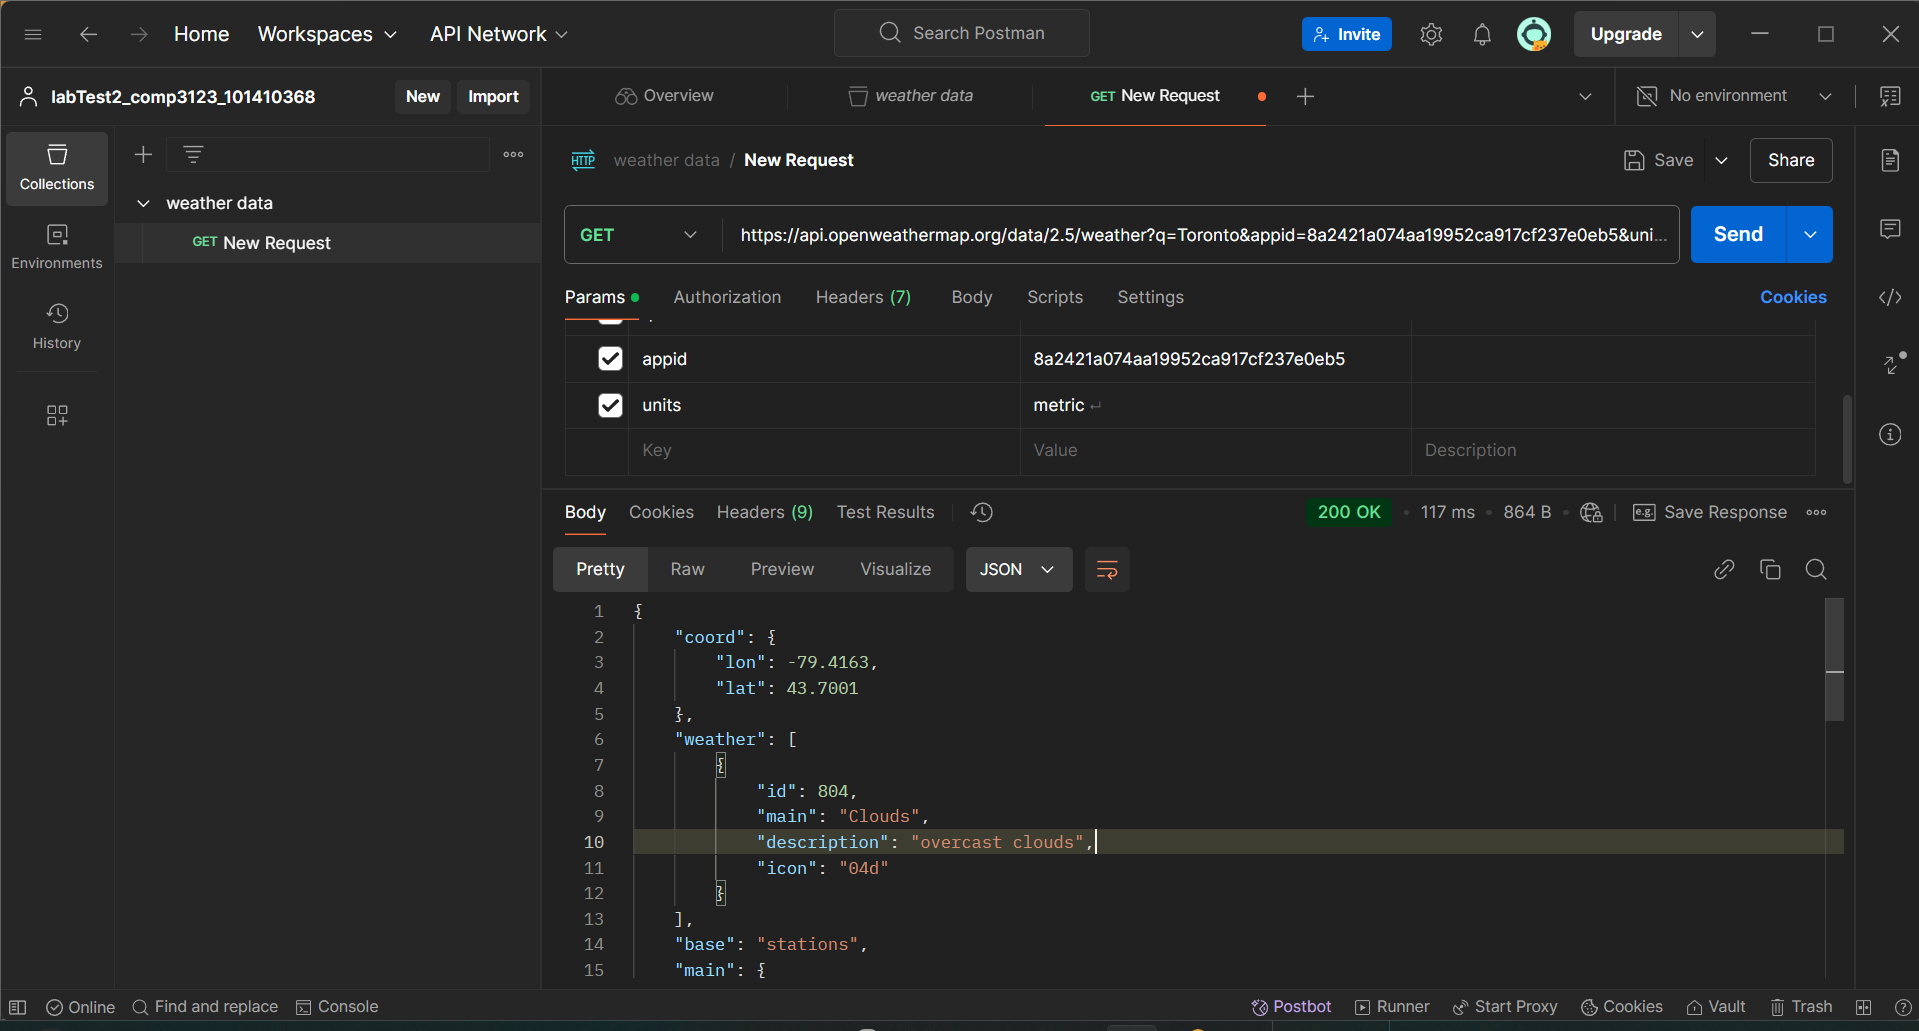 Home Workspaces API Network Search Postman Invite Upgrade
labTest2_comp3123_101410368 New Import Overview weather data GET New Request No environment
Collections
weather data
GET New Request
Environments
History
HTTP weather data / New Request Save Share
GET https://api.openweathermap.org/data/2.5/weather?q=Toronto&appid=8a2421a074aa19952ca917cf237e0eb5&uni... Send
Params Authorization Headers (7) Body Scripts Settings Cookies
appid 8a2421a074aa19952ca917cf237e0eb5
units metric
Key Value Description
Body Cookies Headers (9) Test Results 200 OK • 117 ms • 864 B • e.g. Save Response
Pretty Raw Preview Visualize JSON
1 {
2 "coord": {
3 "lon": -79.4163,
4 "lat": 43.7001
5 },
6 "weather": [
7 {
8 "id": 804,
9 "main": "Clouds",
10 "description": "overcast clouds",
11 "icon": "04d"
12 }
13 ],
14 "base": "stations",
15 "main": {
Online Find and replace Console Postbot Runner Start Proxy Cookies Vault Trash